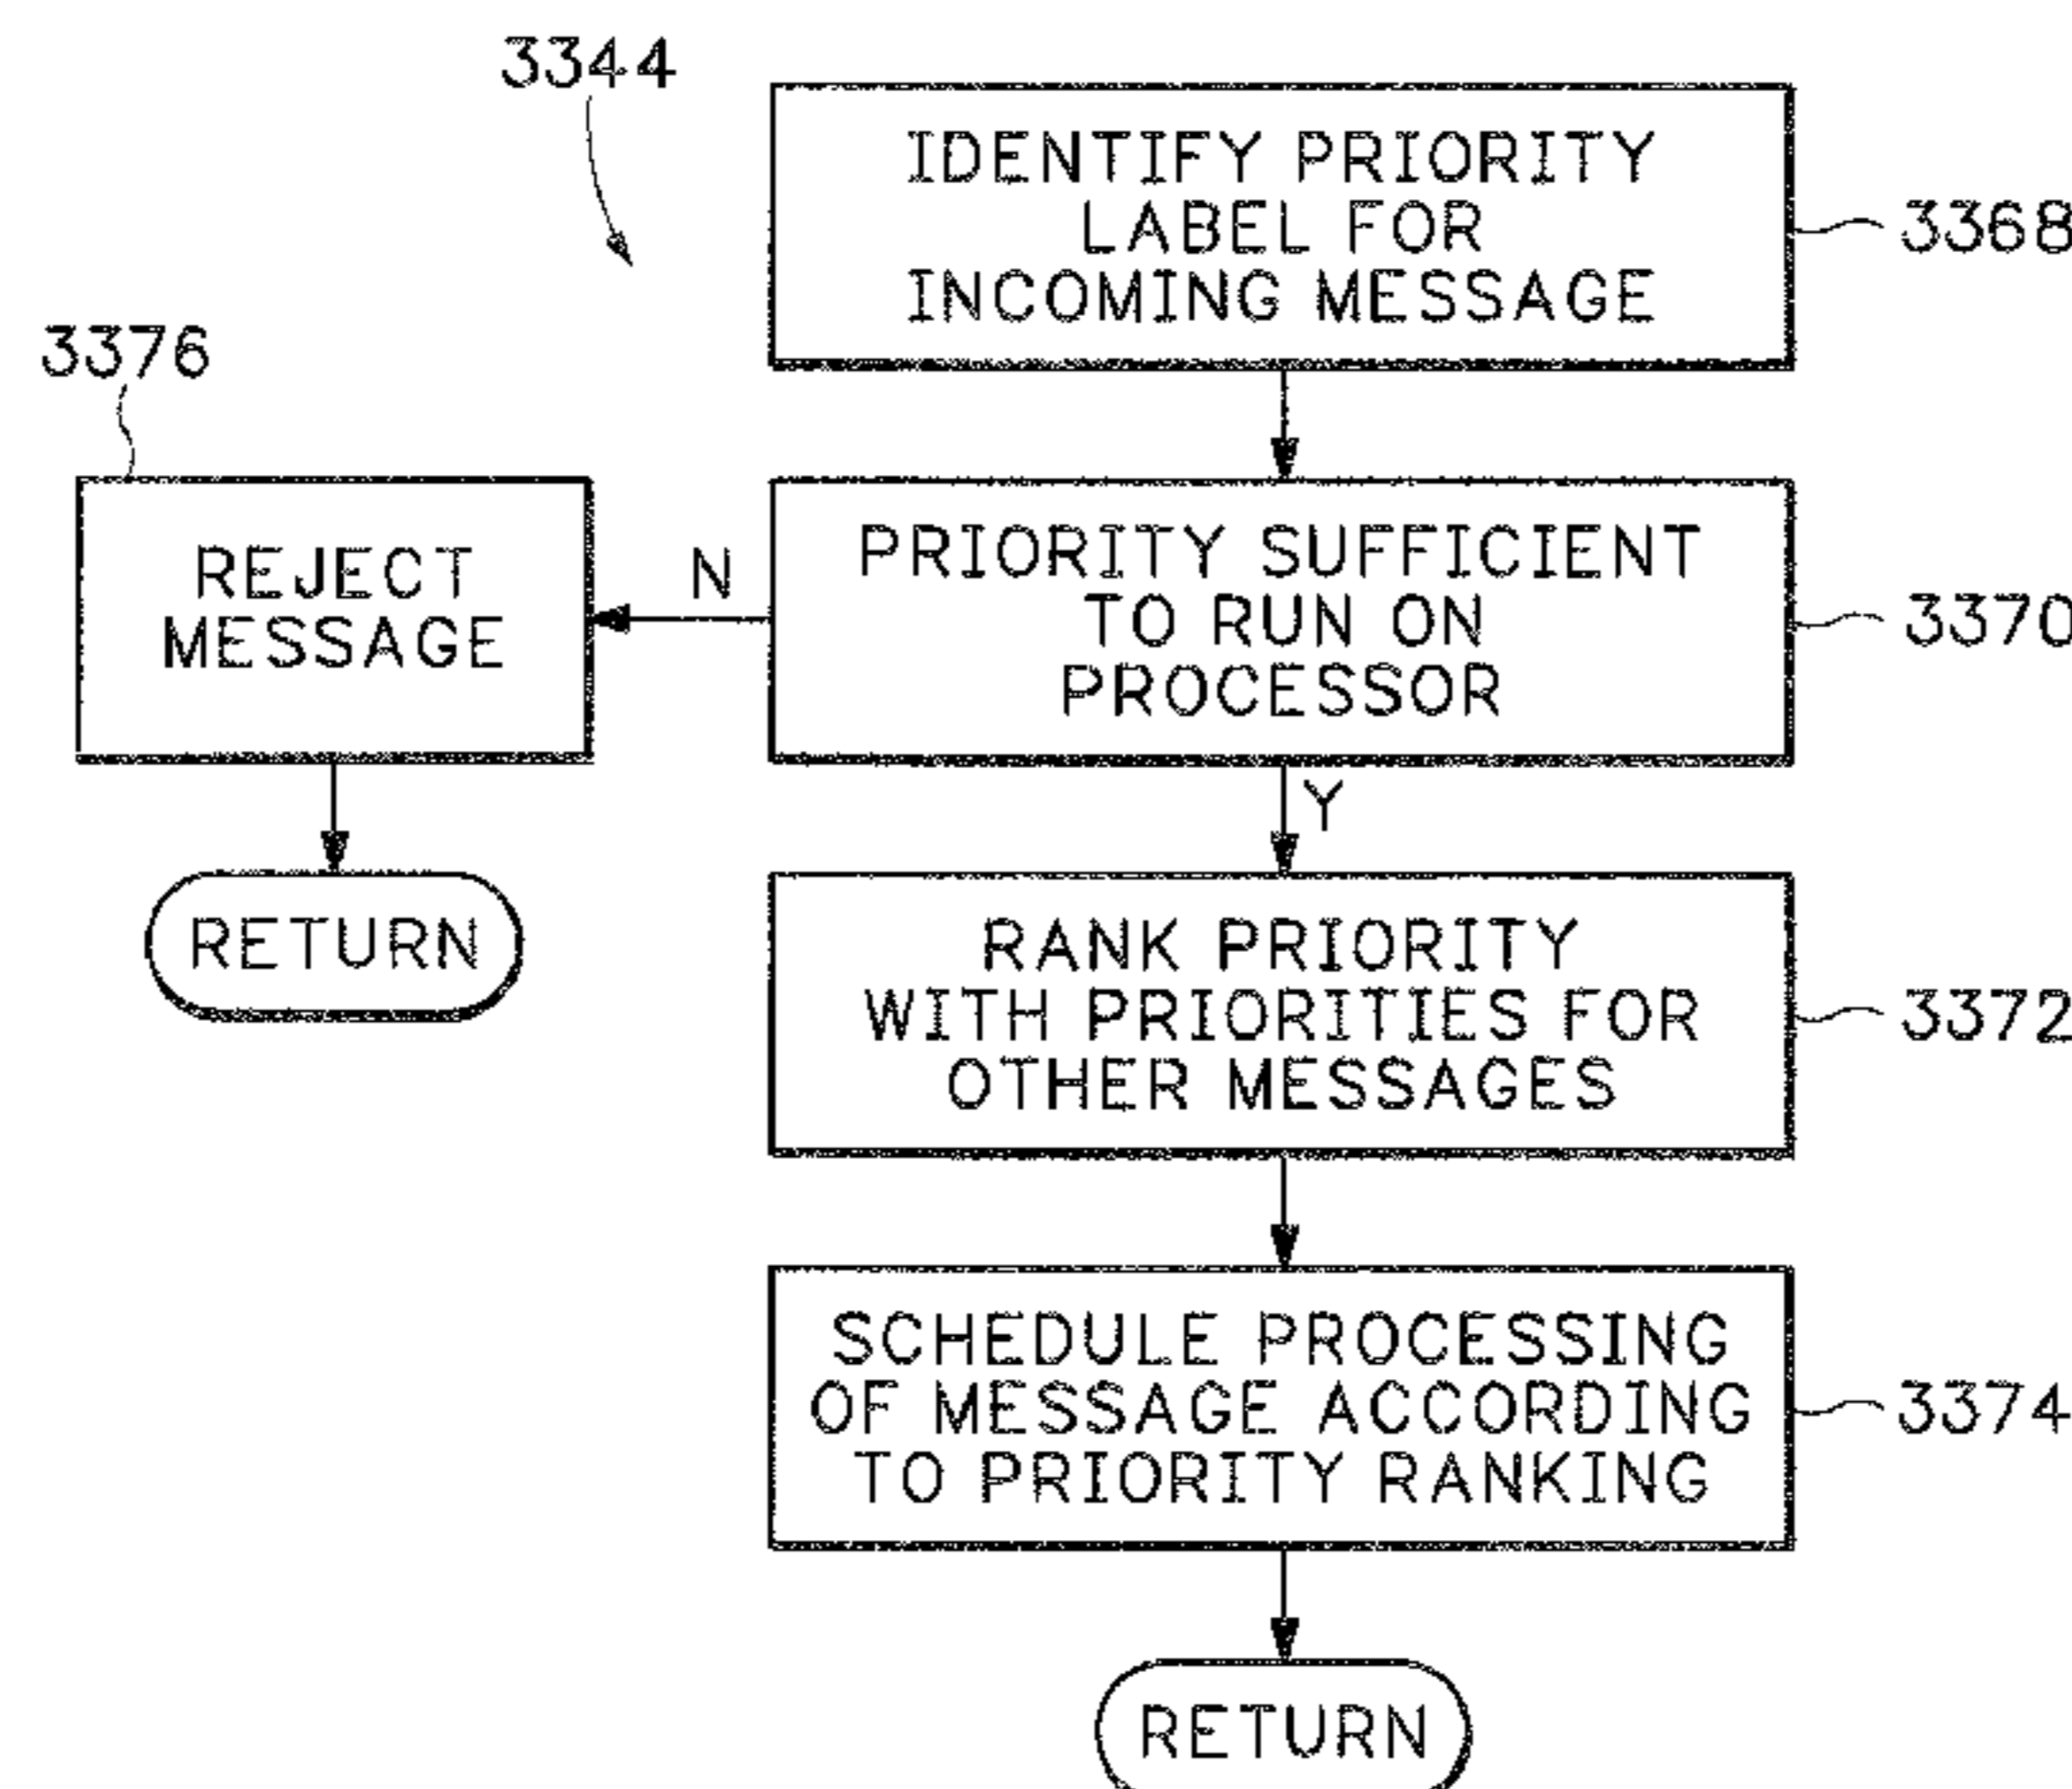 3344
IDENTIFY PRIORITY
LABEL FOR
INCOMING MESSAGE
3368
3376
REJECT
MESSAGE
N
PRIORITY SUFFICIENT
TO RUN ON
PROCESSOR
3370
Y
RETURN
RANK PRIORITY
WITH PRIORITIES FOR
OTHER MESSAGES
3372
SCHEDULE PROCESSING
OF MESSAGE ACCORDING
TO PRIORITY RANKING
3374
RETURN